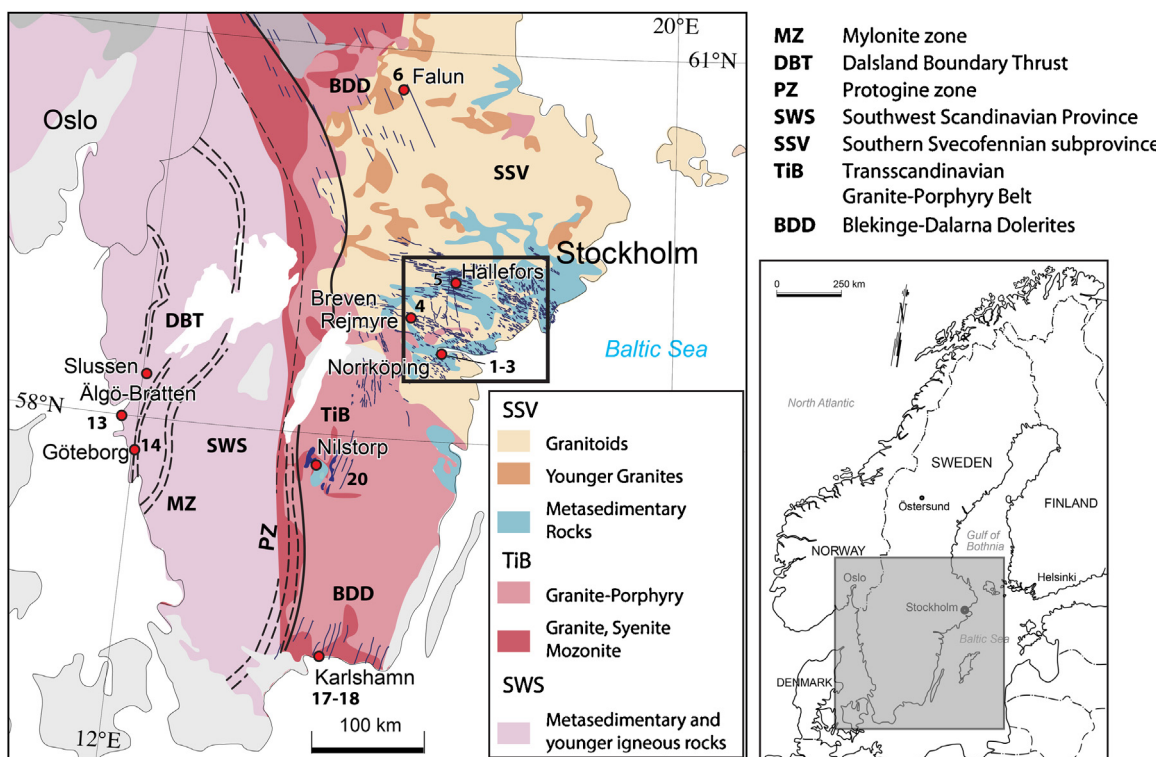 20°E
61°N
6 Falun
BDD
Oslo
SSV
Stockholm
Hällefors
5
Breven
4
Rejmyre
DBT
Baltic Sea
Norrköping
1-3
Slussen
Älgö-Bratten
58°N
13
TiB
SWS
Nilstorp
14
Göteborg
20
MZ
PZ
BDD
Karlshamn
17-18
100 km
12°E
SSV
Granitoids
Younger Granites
Metasedimentary
Rocks
TiB
Granite-Porphyry
Granite, Syenite
Mozonite
SWS
Metasedimentary and
younger igneous rocks
MZ Mylonite zone
DBT Dalsland Boundary Thrust
PZ Protogine zone
SWS Southwest Scandinavian Province
SSV Southern Svecofennian subprovince
TiB Transscandinavian
Granite-Porphyry Belt
BDD Blekinge-Dalarna Dolerites
0 250 km
North Atlantic
SWEDEN
Östersund
FINLAND
Gulf of
Bothnia
NORWAY
Oslo
Helsinki
Stockholm
Baltic Sea
DENMARK